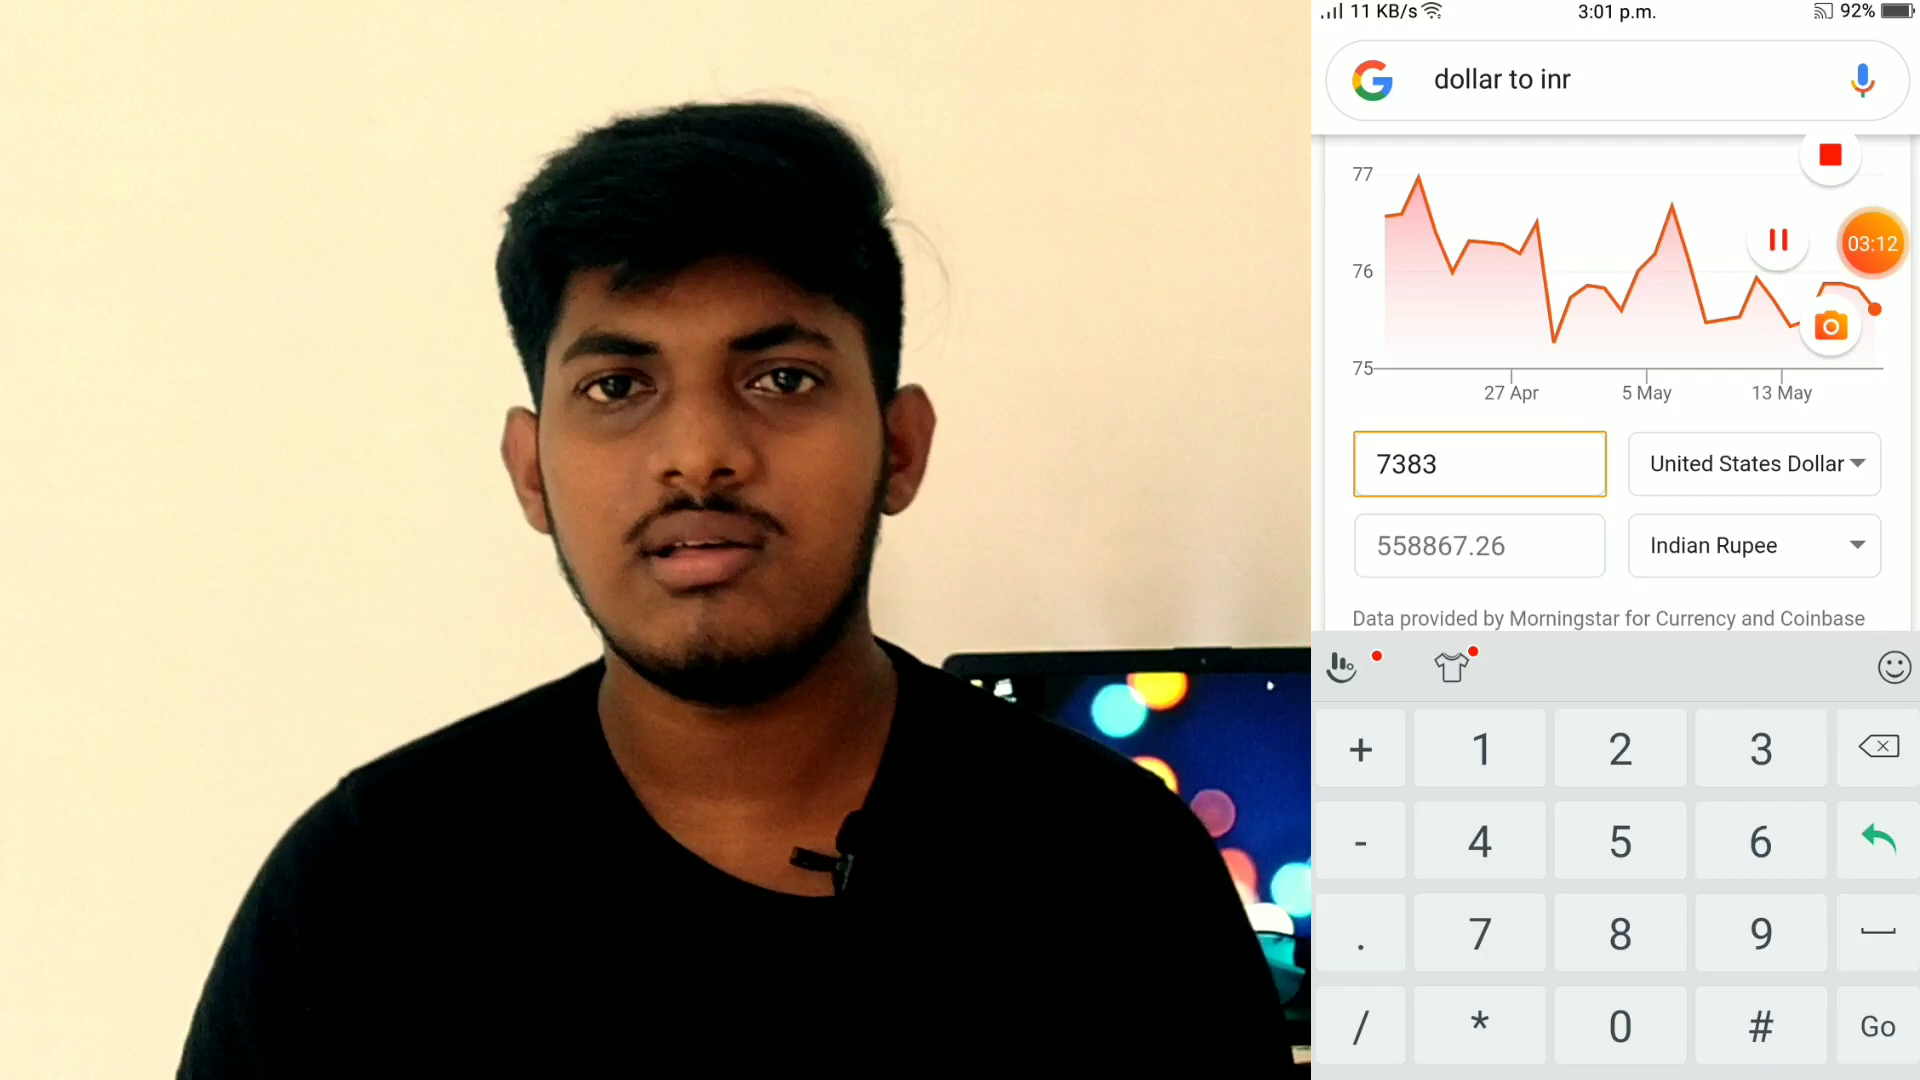 11 KB/s 3:01 p.m. 92%
dollar to inr
77
03:12
76
75
27 Apr 5 May 13 May
7383 United States Dollar
558867.26 Indian Rupee
Data provided by Morningstar for Currency and Coinbase
+ 1 2 3
- 4 5 6
. 7 8 9
/ * 0 # Go